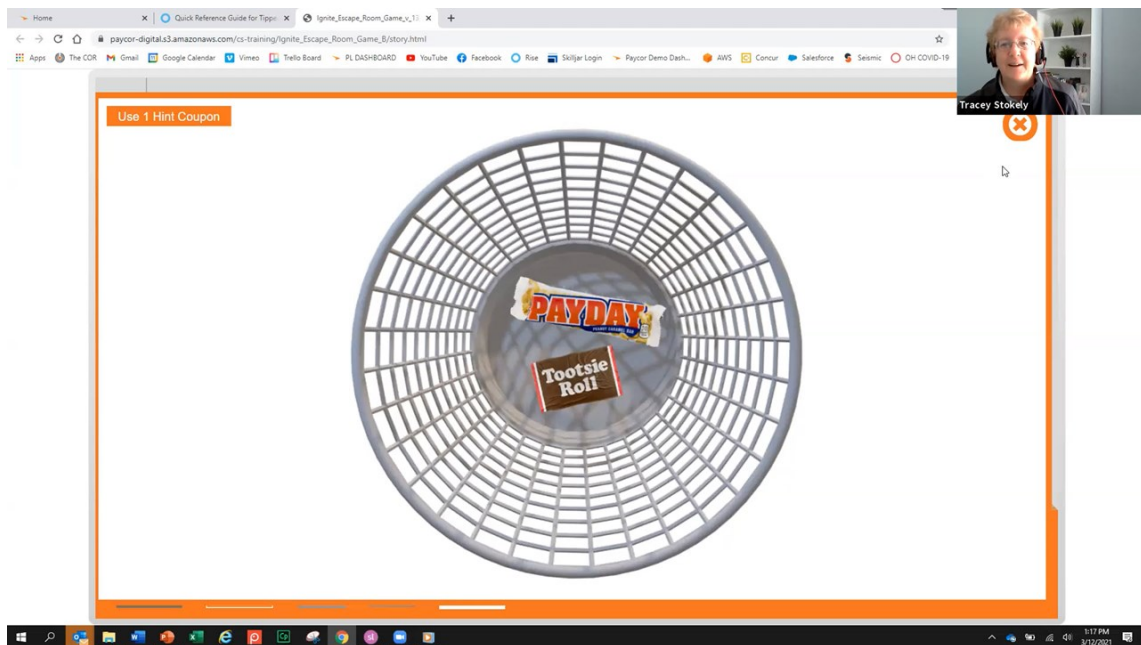 Home
Quick Reference Guide for Tippe
Ignite_Escape_Room_Game_v_13
paycor-digital.s3.amazonaws.com/cs-training/Ignite_Escape_Room_Game_B/story.html
Apps The COR Gmail Google Calendar Vimeo Trello Board PL DASHBOARD YouTube Facebook Rise Skilljar Login Paycor Demo Dash... AWS Concur Salesforce Seismic OH COVID-19
Tracey Stokely
Use 1 Hint Coupon
PAYDAY
Tootsie
Roll
1:17 PM
3/12/2021